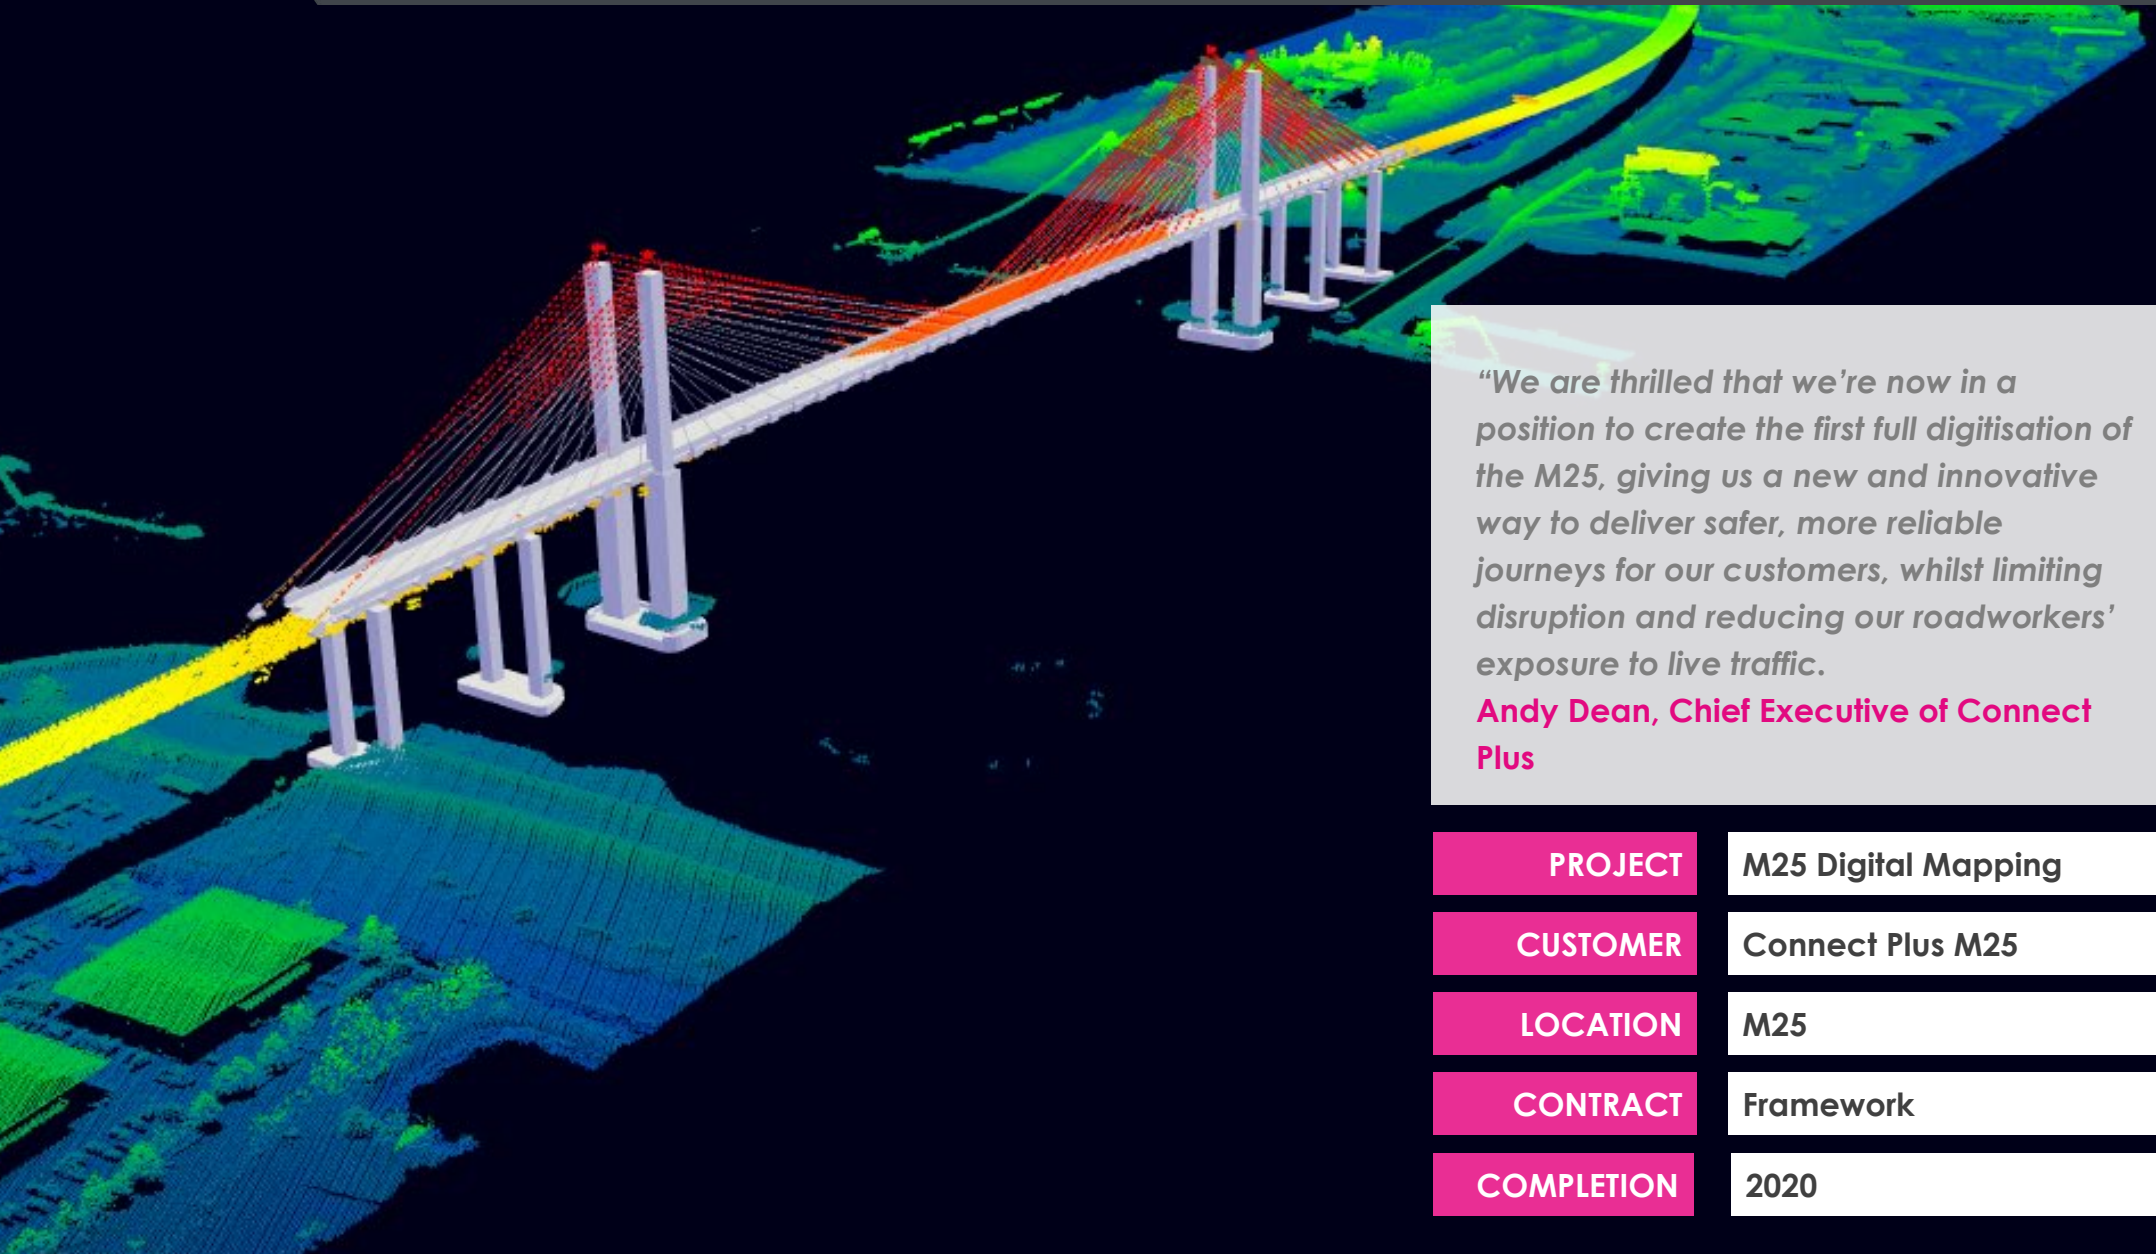 “We are thrilled that we’re now in a
position to create the first full digitisation of
the M25, giving us a new and innovative
way to deliver safer, more reliable
journeys for our customers, whilst limiting
disruption and reducing our roadworkers’
exposure to live traffic.
Andy Dean, Chief Executive of Connect
Plus
PROJECT M25 Digital Mapping
CUSTOMER Connect Plus M25
LOCATION M25
CONTRACT Framework
COMPLETION 2020